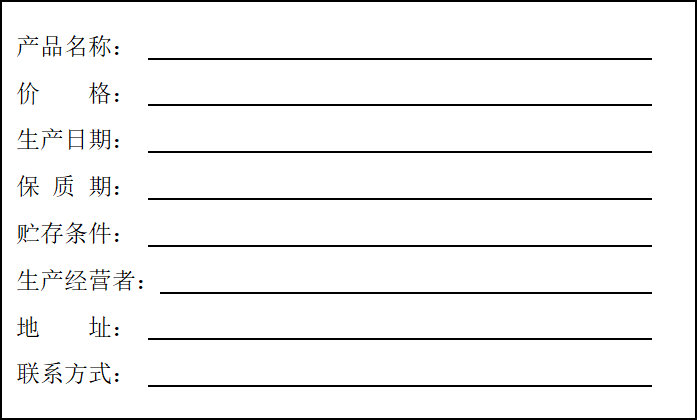 产品名称：
价　　格：
生产日期：
保 质 期：
贮存条件：
生产经营者：
地　　址：
联系方式：